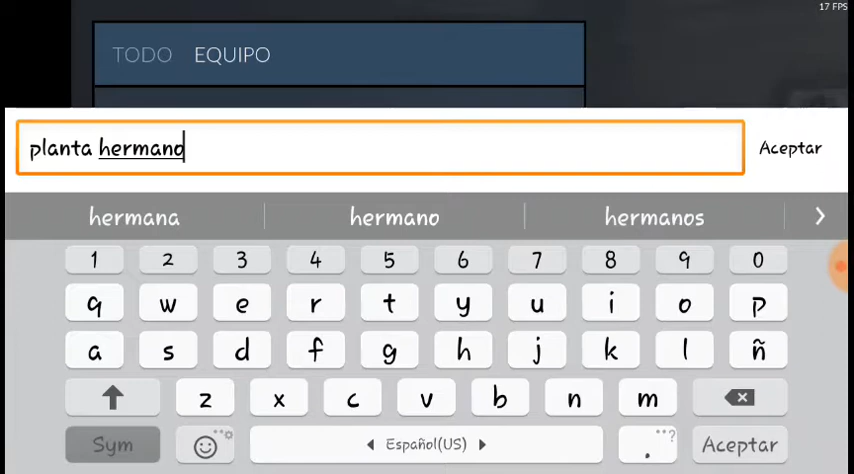 17 FPS
TODO EQUIPO
planta hermano
Aceptar
hermana hermano hermanos
1 2 3 4 5 6 7 8 9 0
q w e r t y u i o p
a s d f g h j k l ñ
z x c v b n m
Sym Español(US) . ? Aceptar